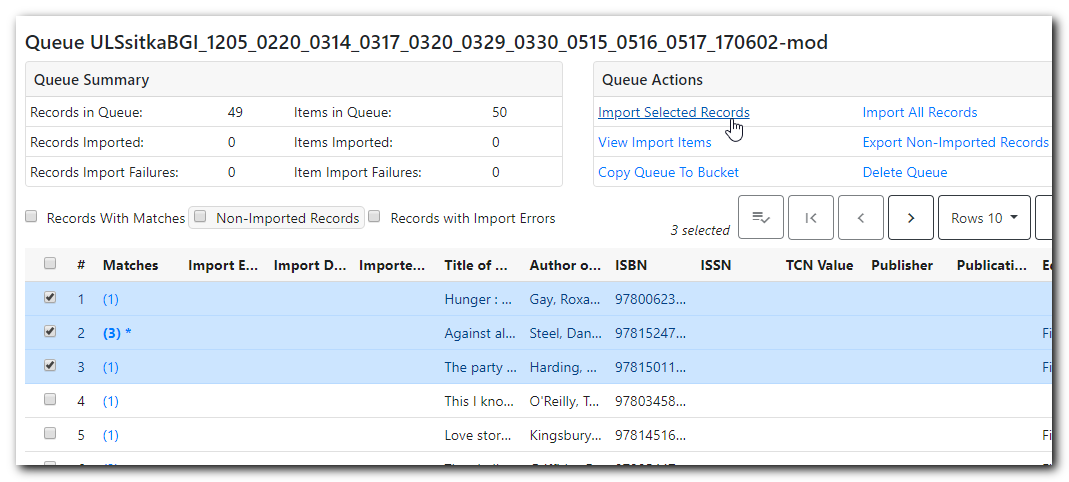 Queue ULSsitkaBGI_1205_0220_0314_0317_0320_0329_0330_0515_0516_0517_170602-mod
Queue Summary
Records in Queue: 49 Items in Queue: 50
Records Imported: 0 Items Imported: 0
Records Import Failures: 0 Item Import Failures: 0
Queue Actions
Import Selected Records Import All Records
View Import Items Export Non-Imported Records
Copy Queue To Bucket Delete Queue
Records With Matches Non-Imported Records Records with Import Errors
3 selected Rows 10
# Matches Import E... Import D... Importe... Title of ... Author o... ISBN ISSN TCN Value Publisher Publicati...
1 (1) Hunger : ... Gay, Roxa... 97800623...
2 (3) * Against al... Steel, Dan... 97815247... Fi
3 (1) The party ... Harding, ... 97815011... Fi
4 (1) This I kno... O'Reilly, T... 97803458...
5 (1) Love stor... Kingsbury... 97814516... Fi